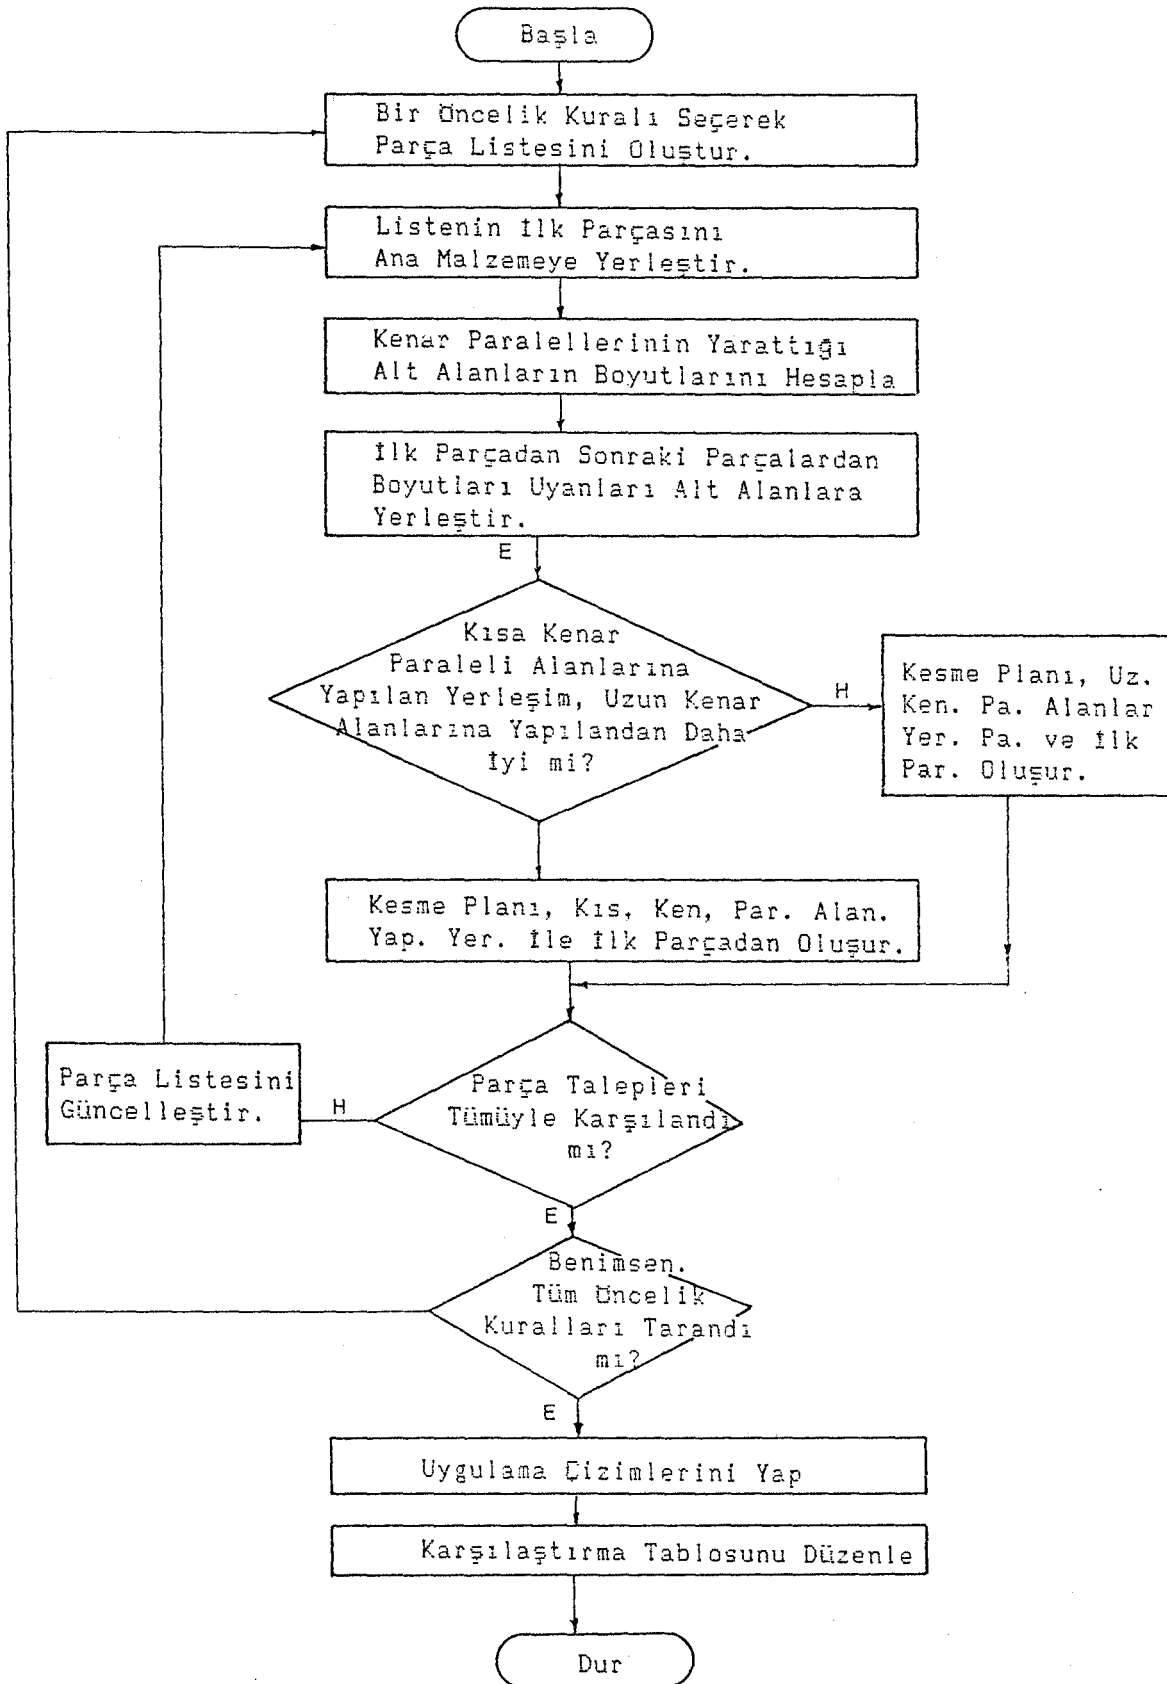 Başla
Bir Öncelik Kuralı Seçerek
Parça Listesini Oluştur.
Listenin İlk Parçasını
Ana Malzemeye Yerleştir.
Kenar Paralellerinin Yarattığı
Alt Alanların Boyutlarını Hesapla
İlk Parçadan Sonraki Parçalardan
Boyutları Uyanları Alt Alanlara
Yerleştir.
E
Kısa Kenar
Paraleli Alanlarına
Yapılan Yerleşim, Uzun Kenar
Alanlarına Yapılandan Daha
İyi mi?
H
Kesme Planı, Uz.
Ken. Pa. Alanlar
Yer. Pa. ve İlk
Par. Oluşur.
Kesme Planı, Kıs, Ken, Par. Alan.
Yap. Yer. İle İlk Parçadan Oluşur.
Parça Listesini
Güncelleştir.
H
Parça Talepleri
Tümüyle Karşılandı
mı?
E
Benimsen.
Tüm Öncelik
Kuralları Tarandı
mı?
E
Uygulama Çizimlerini Yap
Karşılaştırma Tablosunu Düzenle
Dur